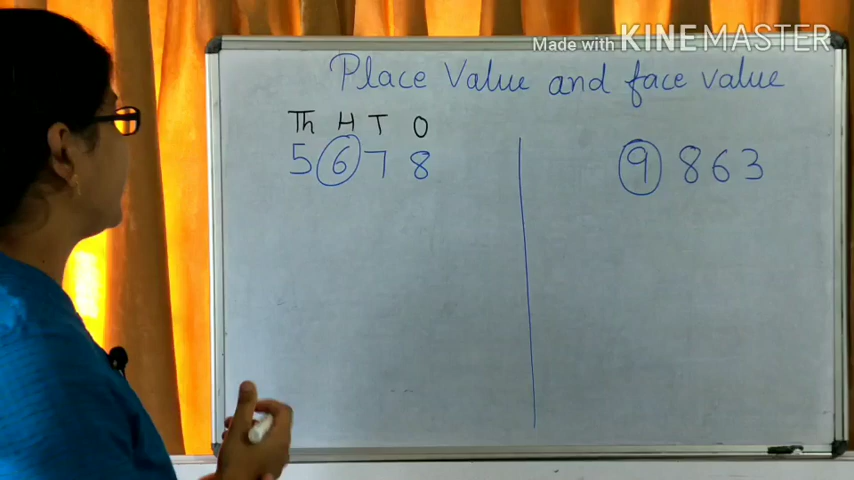 Made with KINEMASTER
Place Value and face value
Th H T O
5 6 7 8
9 8 6 3